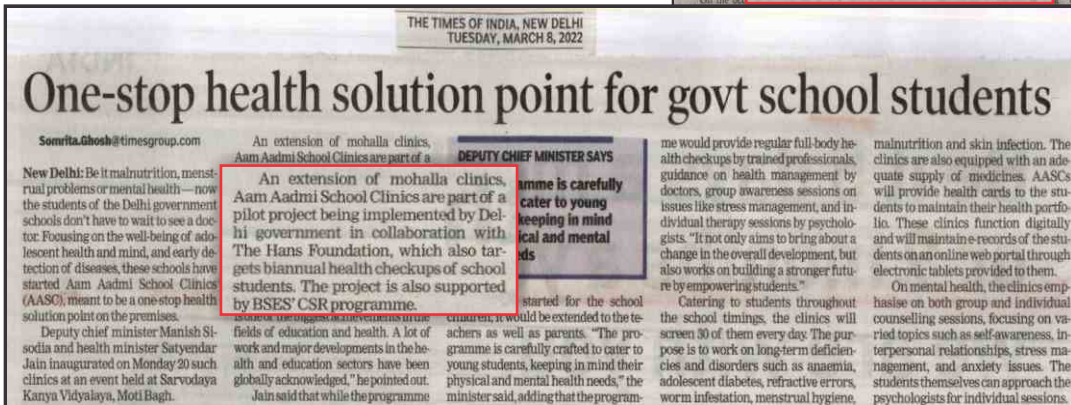 THE TIMES OF INDIA, NEW DELHI
TUESDAY, MARCH 8, 2022
One-stop health solution point for govt school students
Somrita.Ghosh@timesgroup.com
New Delhi: Be it malnutrition, menst-
rual problems or mental health — now
the students of the Delhi government
schools don't have to wait to see a doc-
tor. Focusing on the well-being of ado-
lescent health and mind, and early de-
tection of diseases, these schools have
started Aam Aadmi School Clinics
(AASC), meant to be a one-stop health
solution point on the premises.
Deputy chief minister Manish Si-
sodia and health minister Satyendar
Jain inaugurated on Monday 20 such
clinics at an event held at Sarvodaya
Kanya Vidyalaya, Moti Bagh.
An extension of mohalla clinics,
Aam Aadmi School Clinics are part of a
An extension of mohalla clinics,
Aam Aadmi School Clinics are part of a
pilot project being implemented by Del-
hi government in collaboration with
The Hans Foundation, which also tar-
gets biannual health checkups of school
students. The project is also supported
by BSES' CSR programme.
is one of the biggest achievements in the
fields of education and health. A lot of
work and major developments in the he-
alth and education sectors have been
globally acknowledged," he pointed out.
Jain said that while the programme
DEPUTY CHIEF MINISTER SAYS
amme is carefully
cater to young
keeping in mind
ical and mental
ds
started for the school
children, it would be extended to the te-
achers as well as parents. "The pro-
gramme is carefully crafted to cater to
young students, keeping in mind their
physical and mental health needs," the
minister said, adding that the program-
me would provide regular full-body he-
alth checkups by trained professionals,
guidance on health management by
doctors, group awareness sessions on
issues like stress management, and in-
dividual therapy sessions by psycholo-
gists. "It not only aims to bring about a
change in the overall development, but
also works on building a stronger futu-
re by empowering students."
Catering to students throughout
the school timings, the clinics will
screen 30 of them every day. The pur-
pose is to work on long-term deficien-
cies and disorders such as anaemia,
adolescent diabetes, refractive errors,
worm infestation, menstrual hygiene,
malnutrition and skin infection. The
clinics are also equipped with an ade-
quate supply of medicines. AASCs
will provide health cards to the stu-
dents to maintain their health portfo-
lio. These clinics function digitally
and will maintain e-records of the stu-
dents on an online web portal through
electronic tablets provided to them.
On mental health, the clinics emp-
hasise on both group and individual
counselling sessions, focusing on va-
ried topics such as self-awareness, in-
terpersonal relationships, stress ma-
nagement, and anxiety issues. The
students themselves can approach the
psychologists for individual sessions.